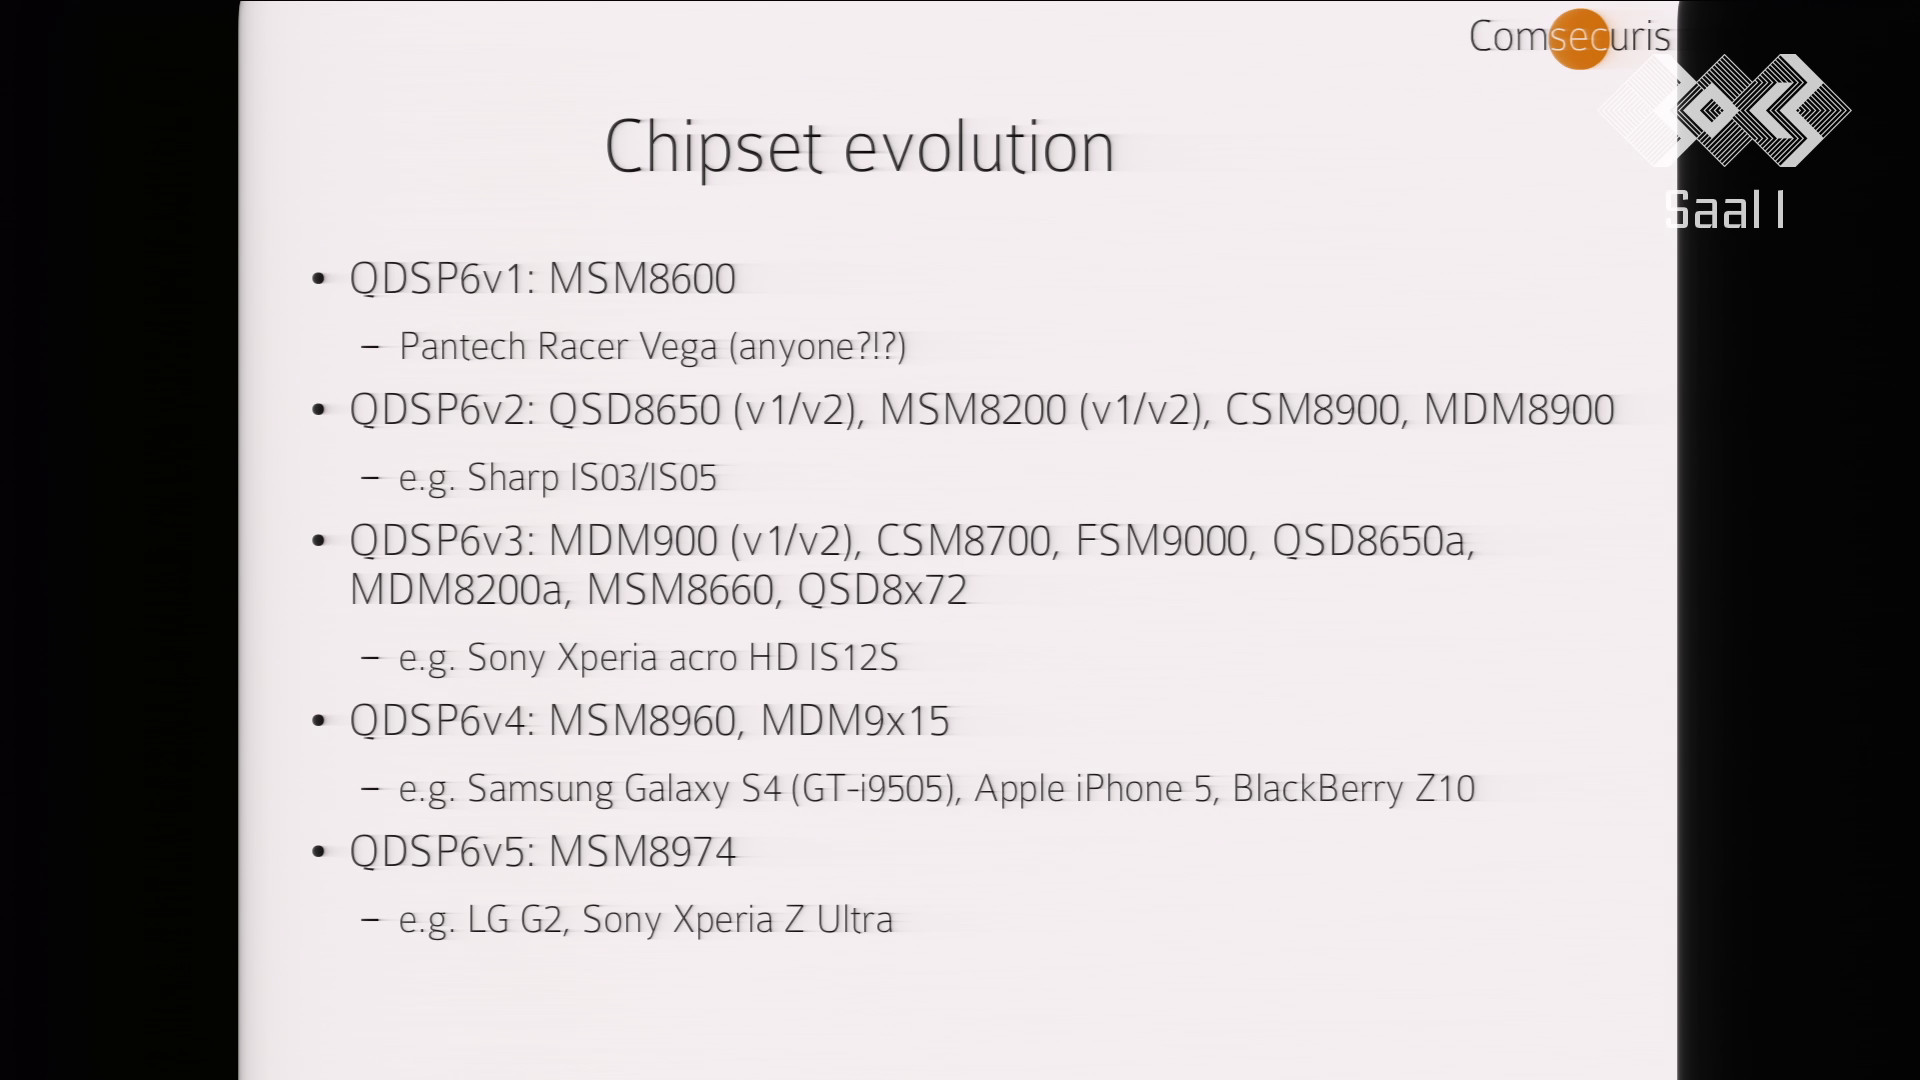 Comsecuris
Saal 1
Chipset evolution
• QDSP6v1: MSM8600
– Pantech Racer Vega (anyone?!?)
• QDSP6v2: QSD8650 (v1/v2), MSM8200 (v1/v2), CSM8900, MDM8900
– e.g. Sharp IS03/IS05
• QDSP6v3: MDM900 (v1/v2), CSM8700, FSM9000, QSD8650a,
MDM8200a, MSM8660, QSD8x72
– e.g. Sony Xperia acro HD IS12S
• QDSP6v4: MSM8960, MDM9x15
– e.g. Samsung Galaxy S4 (GT-i9505), Apple iPhone 5, BlackBerry Z10
• QDSP6v5: MSM8974
– e.g. LG G2, Sony Xperia Z Ultra